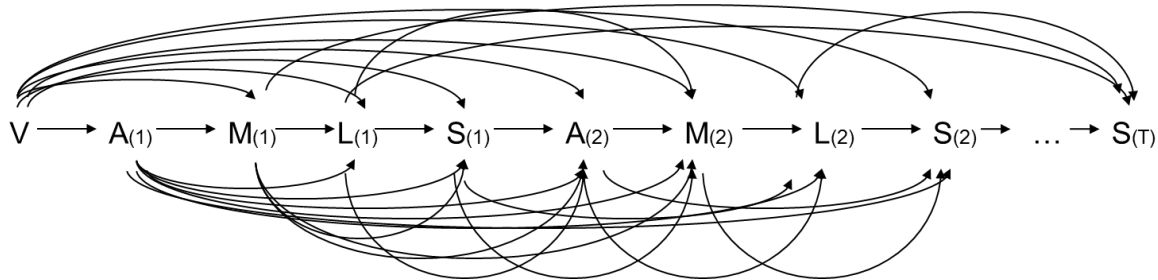 V A(1) M(1) L(1) S(1) A(2) M(2) L(2) S(2) … S(T)